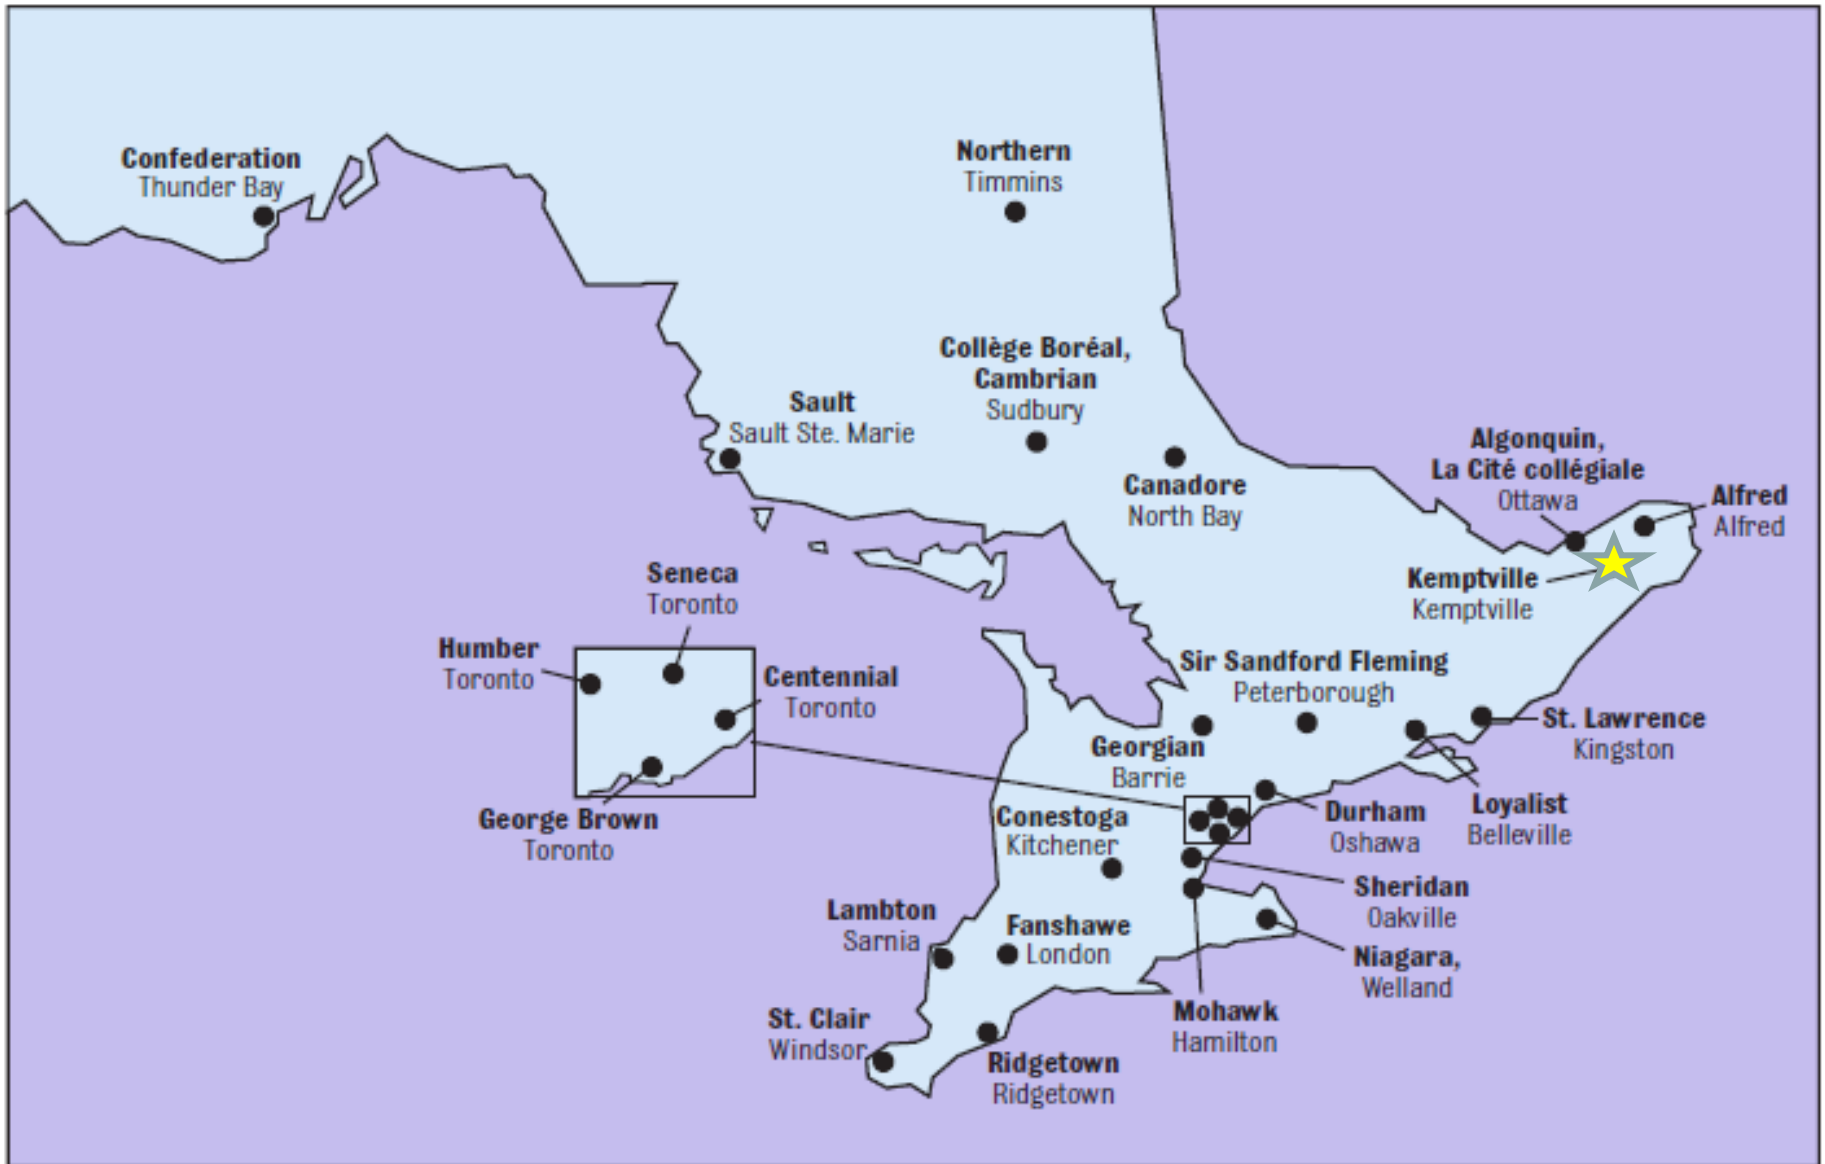 Confederation
Thunder Bay
Northern
Timmins
Collège Boréal,
Cambrian
Sudbury
Sault
Sault Ste. Marie
Canadore
North Bay
Algonquin,
La Cité collégiale
Ottawa
Alfred
Alfred
Kemptville
Kemptville
Seneca
Toronto
Humber
Toronto
Centennial
Toronto
George Brown
Toronto
Sir Sandford Fleming
Peterborough
Georgian
Barrie
St. Lawrence
Kingston
Loyalist
Belleville
Durham
Oshawa
Conestoga
Kitchener
Sheridan
Oakville
Lambton
Sarnia
Fanshawe
London
Niagara,
Welland
Mohawk
Hamilton
St. Clair
Windsor
Ridgetown
Ridgetown